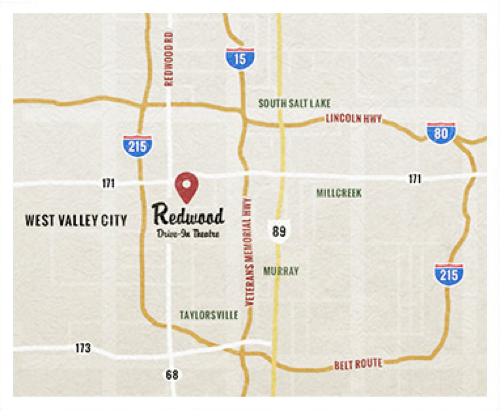 REDWOOD RD
15
SOUTH SALT LAKE
LINCOLN HWY
80
215
171
171
MILLCREEK
WEST VALLEY CITY
Redwood
Drive-In Theatre
VETERANS MEMORIAL HWY
89
MURRAY
215
TAYLORSVILLE
173
BELT ROUTE
68